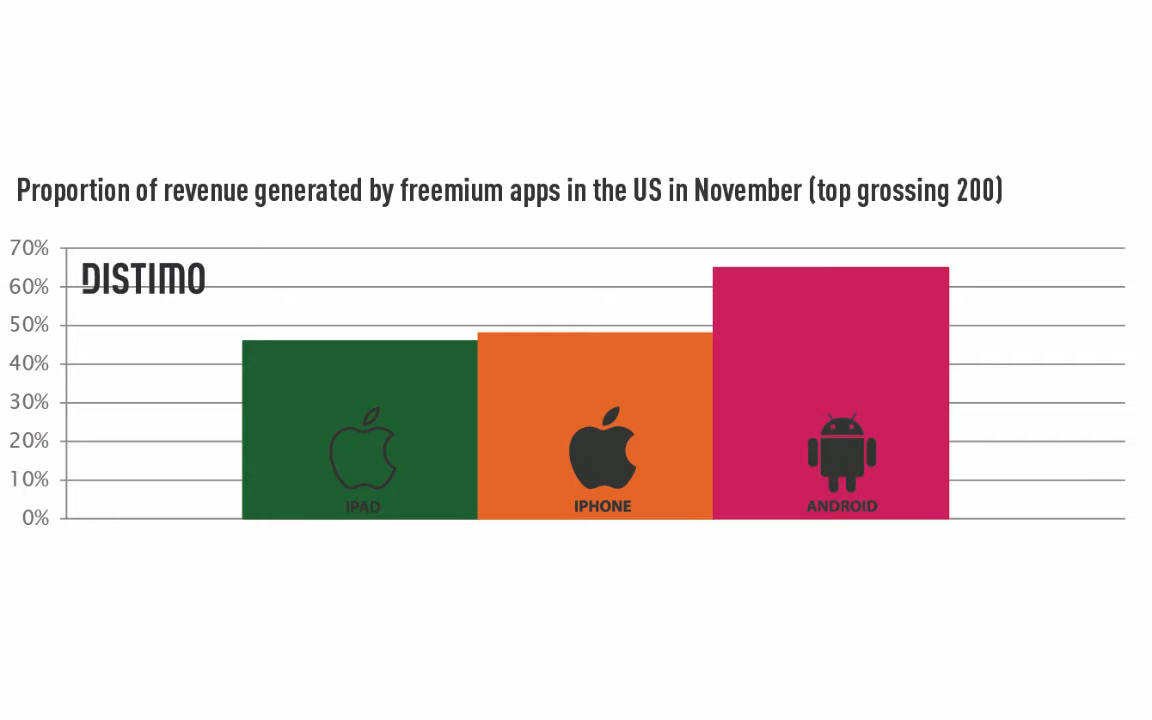 Proportion of revenue generated by freemium apps in the US in November (top grossing 200)
70%
DISTIMO
60%
50%
40%
30%
20%
10%
0%
IPAD
IPHONE
ANDROID